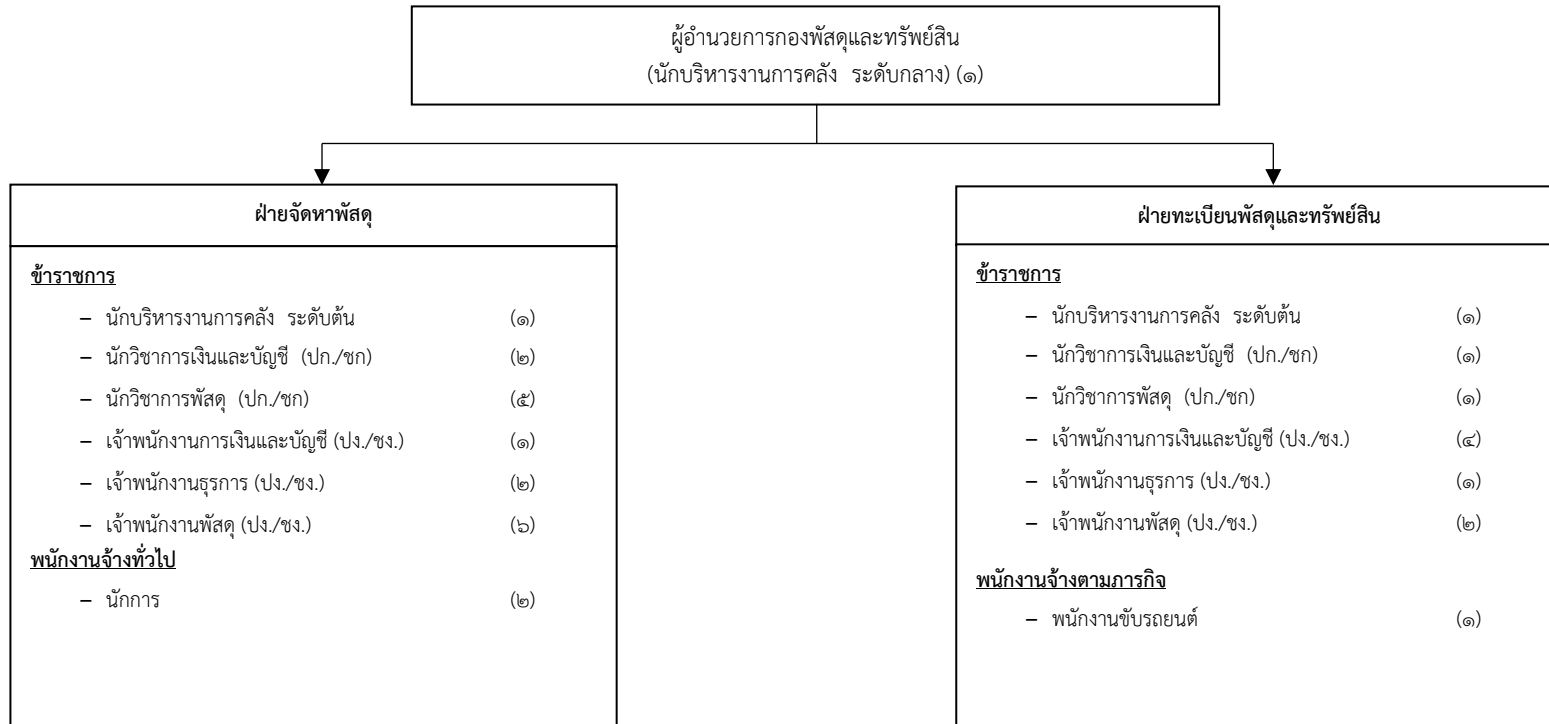 ผู้อำนวยการกองพัสดุและทรัพย์สิน
(นักบริหารงานการคลัง ระดับกลาง) (๑)
ฝ่ายจัดหาพัสดุ
ข้าราชการ
– นักบริหารงานการคลัง ระดับต้น (๑)
– นักวิชาการเงินและบัญชี (ปก./ชก) (๒)
– นักวิชาการพัสดุ (ปก./ชก) (๕)
– เจ้าพนักงานการเงินและบัญชี (ปง./ชง.) (๑)
– เจ้าพนักงานธุรการ (ปง./ชง.) (๒)
– เจ้าพนักงานพัสดุ (ปง./ชง.) (๖)
พนักงานจ้างทั่วไป
– นักการ (๒)
ฝ่ายทะเบียนพัสดุและทรัพย์สิน
ข้าราชการ
– นักบริหารงานการคลัง ระดับต้น (๑)
– นักวิชาการเงินและบัญชี (ปก./ชก) (๑)
– นักวิชาการพัสดุ (ปก./ชก) (๑)
– เจ้าพนักงานการเงินและบัญชี (ปง./ชง.) (๔)
– เจ้าพนักงานธุรการ (ปง./ชง.) (๑)
– เจ้าพนักงานพัสดุ (ปง./ชง.) (๒)
พนักงานจ้างตามภารกิจ
– พนักงานขับรถยนต์ (๑)